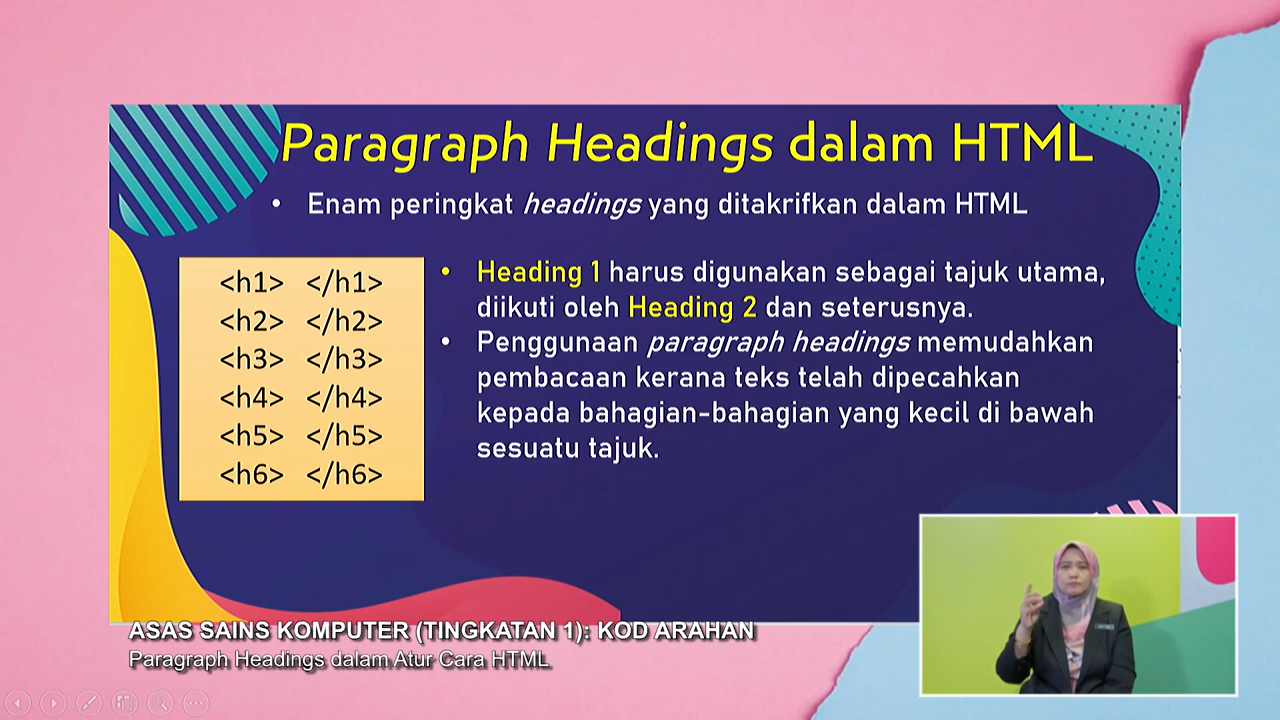 Paragraph Headings dalam HTML
• Enam peringkat headings yang ditakrifkan dalam HTML
<h1> </h1>
<h2> </h2>
<h3> </h3>
<h4> </h4>
<h5> </h5>
<h6> </h6>
• Heading 1 harus digunakan sebagai tajuk utama,
diikuti oleh Heading 2 dan seterusnya.
• Penggunaan paragraph headings memudahkan
pembacaan kerana teks telah dipecahkan
kepada bahagian-bahagian yang kecil di bawah
sesuatu tajuk.
ASAS SAINS KOMPUTER (TINGKATAN 1): KOD ARAHAN
Paragraph Headings dalam Atur Cara HTML